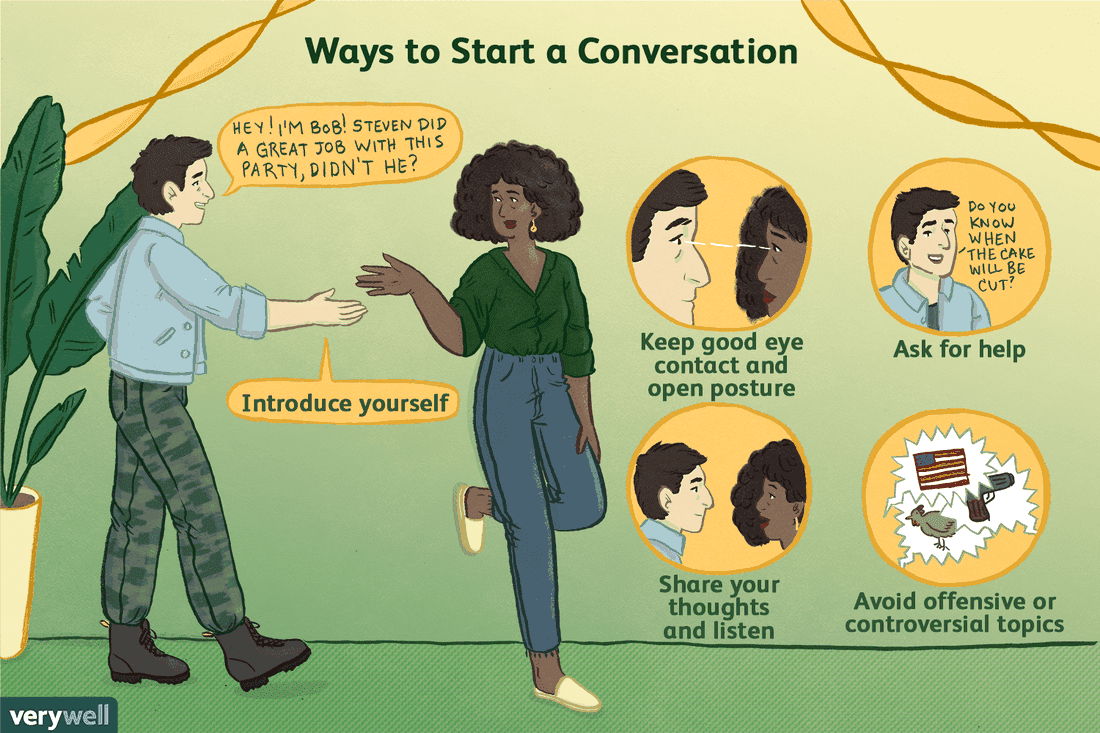 Ways to Start a Conversation
HEY! I'M BOB! STEVEN DID
A GREAT JOB WITH THIS
PARTY, DIDN'T HE?
Introduce yourself
Keep good eye
contact and
open posture
DO YOU
KNOW
WHEN
THE CAKE
WILL BE
CUT?
Ask for help
Share your
thoughts
and listen
Avoid offensive or
controversial topics
verywell